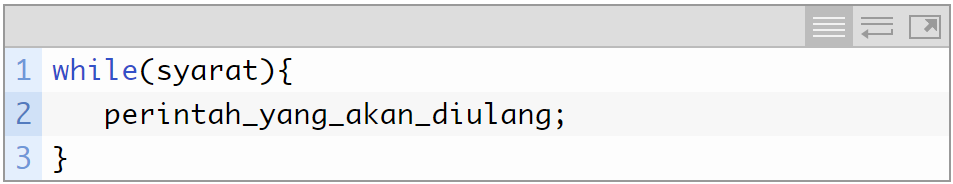 1 while(syarat){
2    perintah_yang_akan_diulang;
3 }